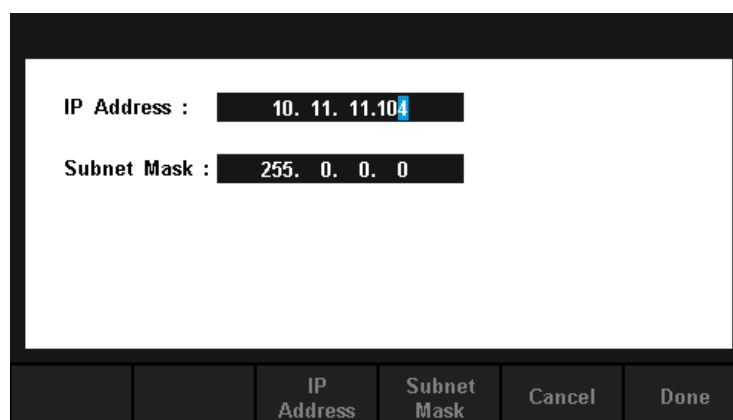 IP Address : 10. 11. 11.104
Subnet Mask : 255. 0. 0. 0
IP Address
Subnet Mask
Cancel
Done